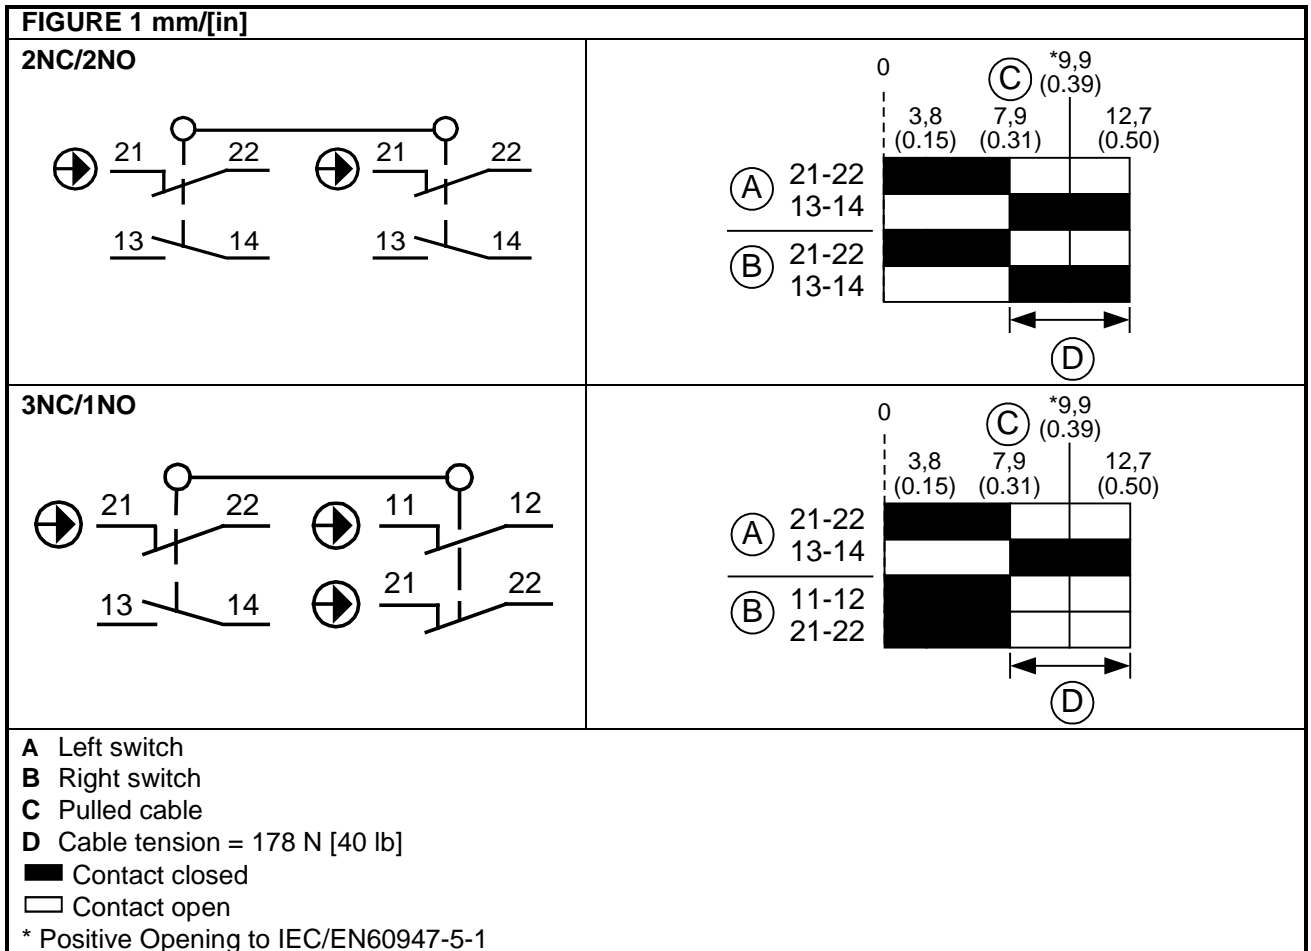 FIGURE 1 mm/[in]
2NC/2NO
21 22 21 22
13 14 13 14
0 C *9,9
(0.39)
3,8 7,9 12,7
(0.15) (0.31) (0.50)
A 21-22
13-14
B 21-22
13-14
D
3NC/1NO
21 22 11 12
13 14 21 22
0 C *9,9
(0.39)
3,8 7,9 12,7
(0.15) (0.31) (0.50)
A 21-22
13-14
B 11-12
21-22
D
A Left switch
B Right switch
C Pulled cable
D Cable tension = 178 N [40 lb]
Contact closed
Contact open
* Positive Opening to IEC/EN60947-5-1